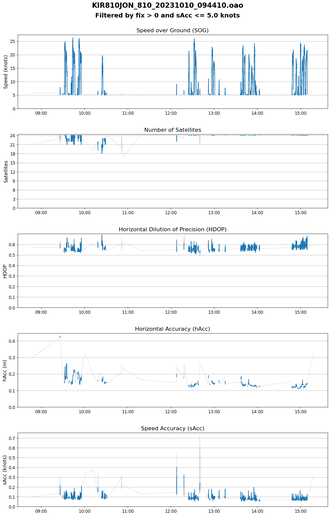 KIR810JON_810_20231010_094410.oao
Filtered by fix > 0 and sAcc <= 5.0 knots
Speed over Ground (SOG)
Speed (knots)
25
20
15
10
5
0
09:00 10:00 11:00 12:00 13:00 14:00 15:00
Number of Satellites
Satellites
24
21
18
15
12
9
6
3
0
09:00 10:00 11:00 12:00 13:00 14:00 15:00
Horizontal Dilution of Precision (HDOP)
HDOP
0.6
0.5
0.4
0.3
0.2
0.1
0.0
09:00 10:00 11:00 12:00 13:00 14:00 15:00
Horizontal Accuracy (hAcc)
hAcc (m)
0.4
0.3
0.2
0.1
0.0
09:00 10:00 11:00 12:00 13:00 14:00 15:00
Speed Accuracy (sAcc)
sAcc (knots)
0.7
0.6
0.5
0.4
0.3
0.2
0.1
0.0
09:00 10:00 11:00 12:00 13:00 14:00 15:00